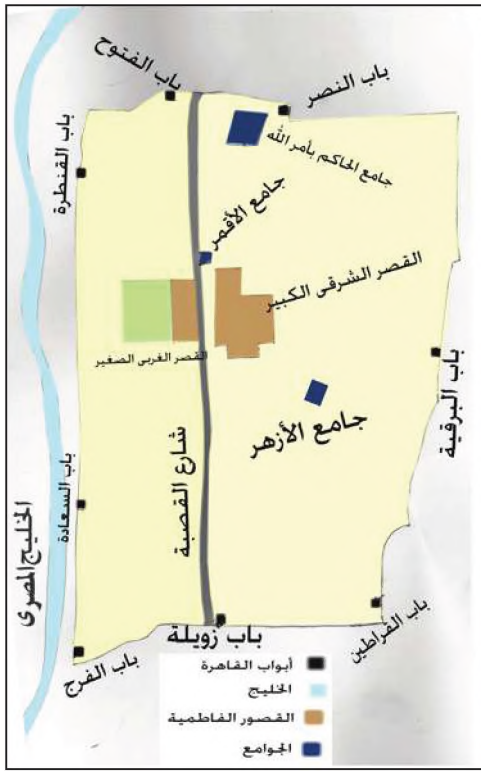 باب النصر
باب الفتوح
جامع الحاكم بأمر الله
باب القنطرة
جامع الأقمر
القصر الشرقى الكبير
القصر الغربى الصغير
باب البرقية
جامع الأزهر
شارع القصبة
باب السعادة
الخليج المصرى
باب القراطين
باب زويلة
باب الفرج
أبواب القاهرة
الخليج
القصور الفاطمية
الجوامع